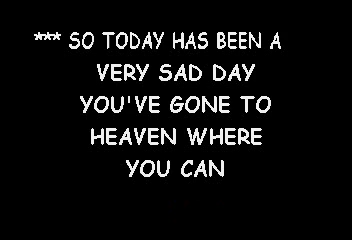 *** SO TODAY HAS BEEN A
VERY SAD DAY
YOU'VE GONE TO
HEAVEN WHERE
YOU CAN